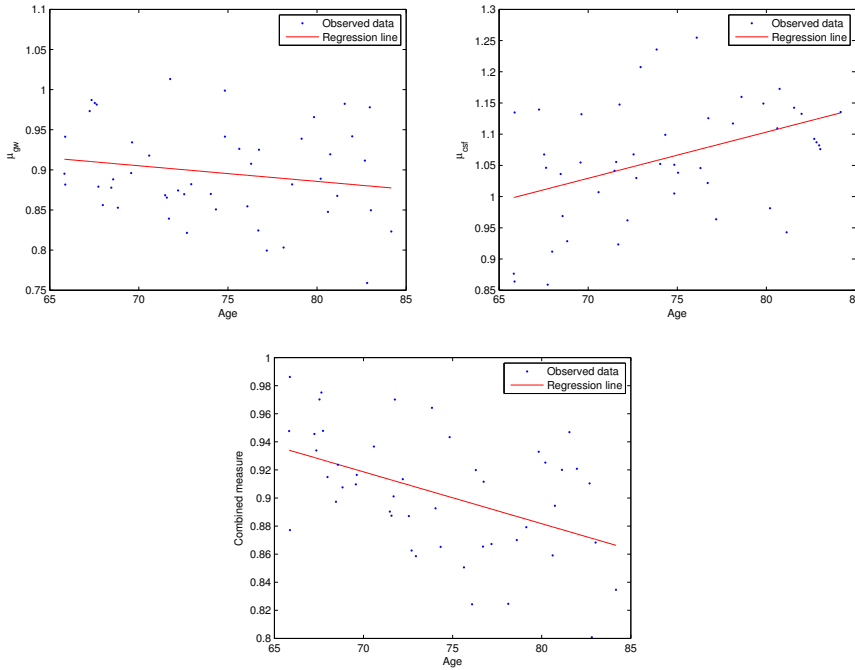 1.1
1.05
1
0.95
0.9
0.85
0.8
0.75
μgw
65 70 75 80 85
Age
Observed data
Regression line
1.3
1.25
1.2
1.15
1.1
1.05
1
0.95
0.9
0.85
μcsf
65 70 75 80 85
Age
Observed data
Regression line
1
0.98
0.96
0.94
0.92
0.9
0.88
0.86
0.84
0.82
0.8
Combined measure
65 70 75 80 85
Age
Observed data
Regression line